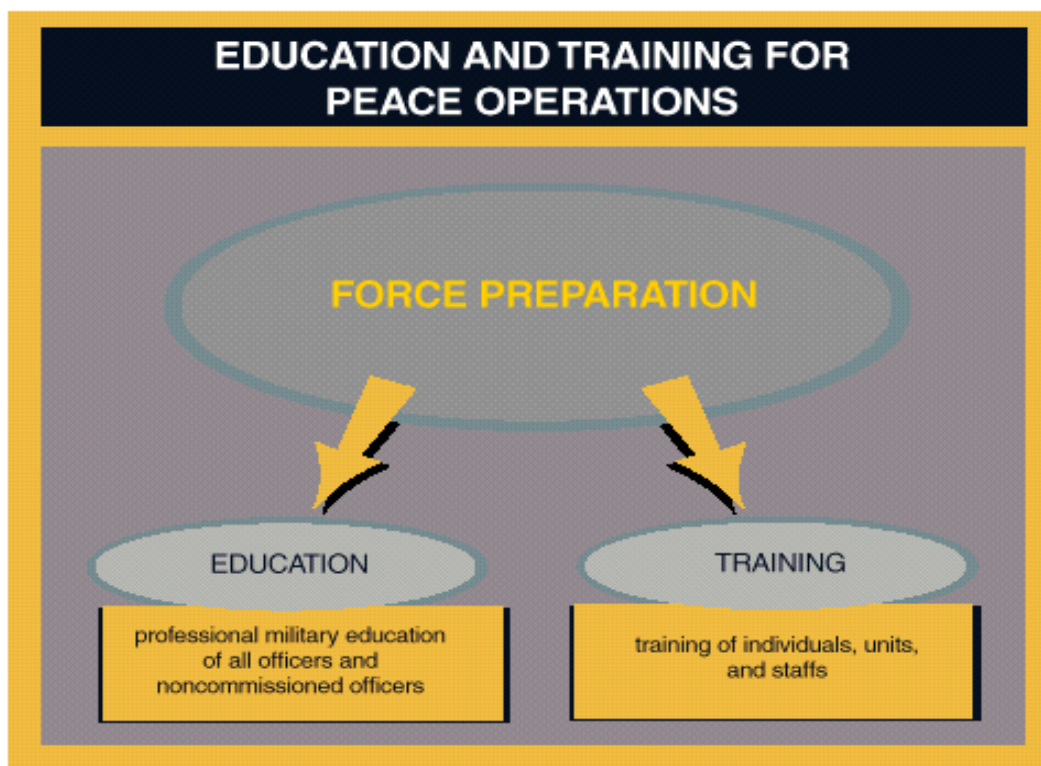 EDUCATION AND TRAINING FOR
PEACE OPERATIONS
FORCE PREPARATION
EDUCATION
professional military education
of all officers and
noncommissioned officers
TRAINING
training of individuals, units,
and staffs